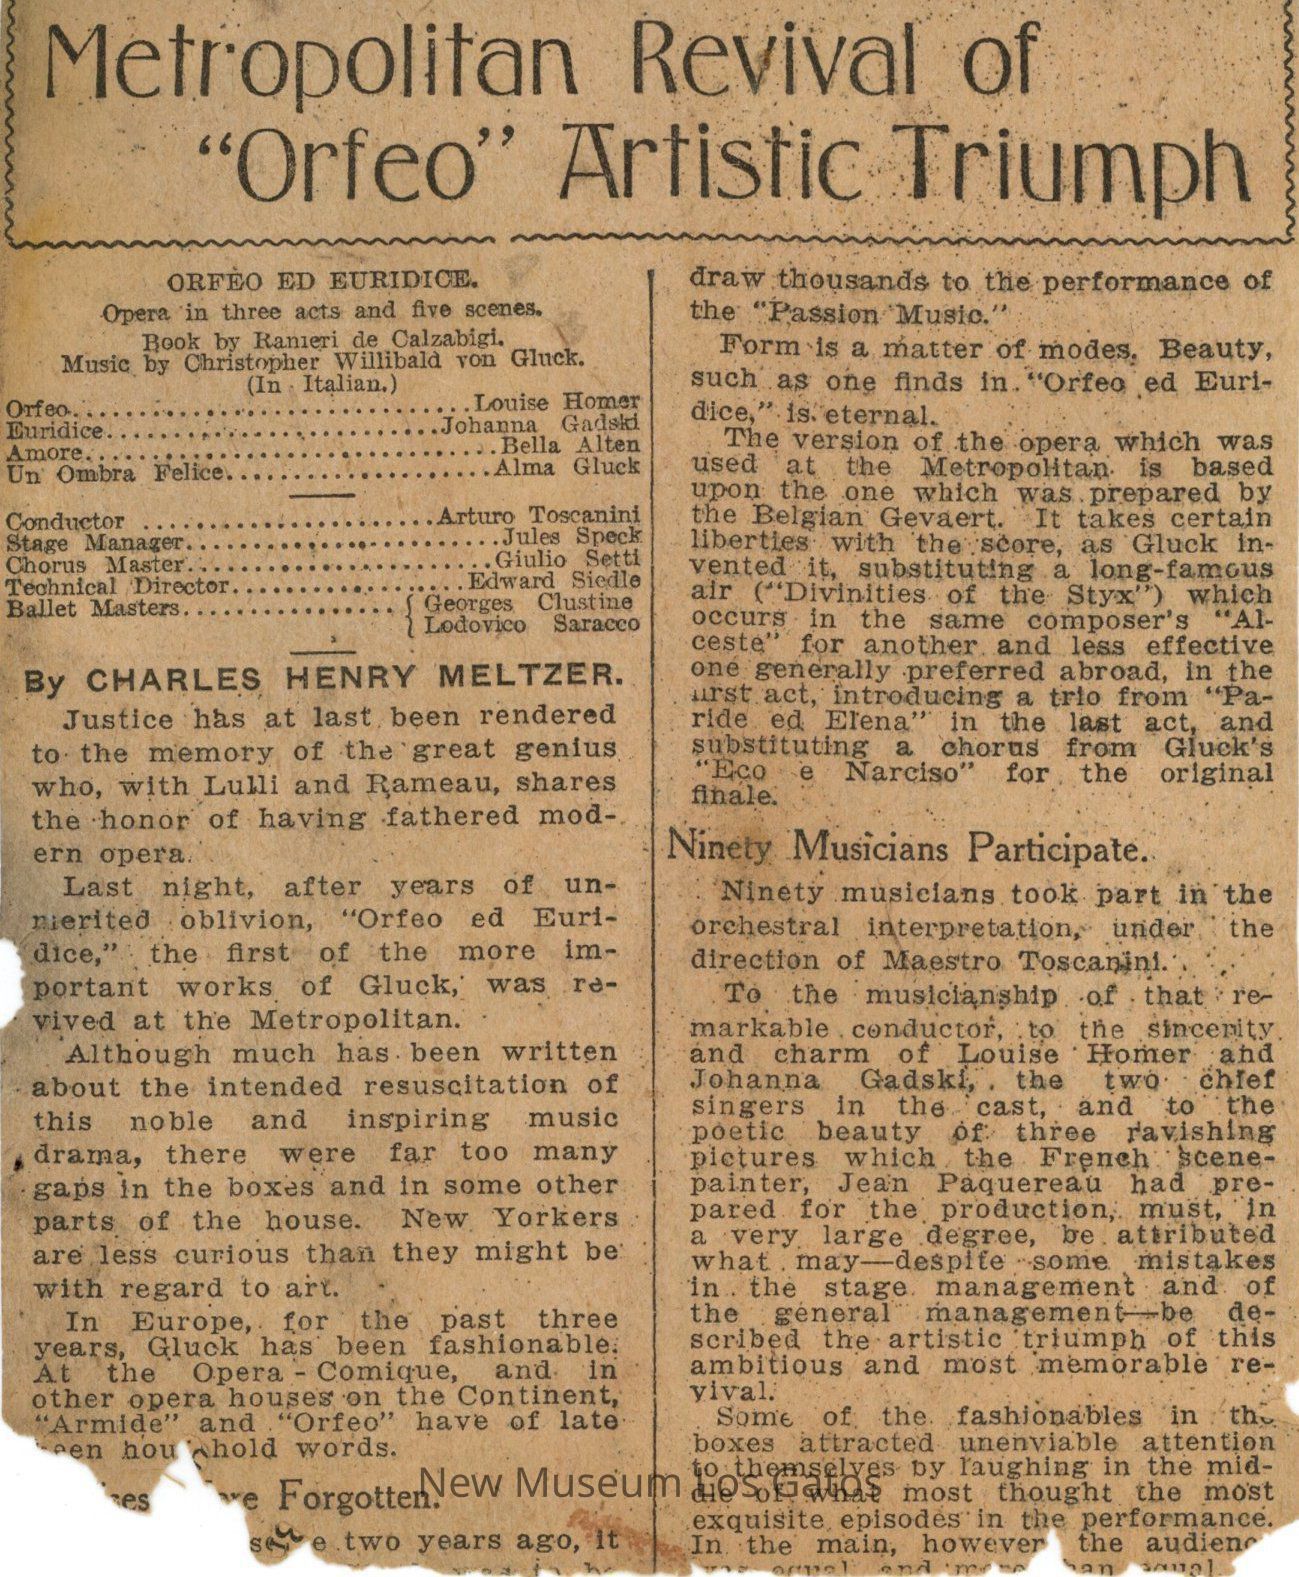 Metropolitan Revival of
"Orfeo" Artistic Triumph
ORFEO ED EURIDICE.
Opera in three acts and five scenes.
Book by Ranieri de Calzabigi.
Music by Christopher Willibald von Gluck.
(In Italian.)
Orfeo..............................Louise Homer
Euridice.........................Johanna Gadski
Amore..............................Bella Alten
Un Ombra Felice...................Alma Gluck
Conductor ......................Arturo Toscanini
Stage Manager.....................Jules Speck
Chorus Master.....................Giulio Setti
Technical Director...............Edward Siedle
Ballet Masters................{ Georges Clustine
{ Lodovico Saracco
By CHARLES HENRY MELTZER.
Justice has at last been rendered
to the memory of the great genius
who, with Lulli and Rameau, shares
the honor of having fathered mod-
ern opera.
Last night, after years of un-
merited oblivion, "Orfeo ed Euri-
dice," the first of the more im-
portant works of Gluck, was re-
vived at the Metropolitan.
Although much has been written
about the intended resuscitation of
this noble and inspiring music
drama, there were far too many
gaps in the boxes and in some other
parts of the house. New Yorkers
are less curious than they might be
with regard to art.
In Europe, for the past three
years, Gluck has been fashionable.
At the Opera-Comique, and in
other opera houses on the Continent,
"Armide" and "Orfeo" have of late
been household words.
Forgotten.
two years ago, it
draw thousands to the performance of
the "Passion Music."
Form is a matter of modes. Beauty,
such as one finds in "Orfeo ed Euri-
dice," is eternal.
The version of the opera which was
used at the Metropolitan is based
upon the one which was prepared by
the Belgian Gevaert. It takes certain
liberties with the score, as Gluck in-
vented it, substituting a long-famous
air ("Divinities of the Styx") which
occurs in the same composer's "Al-
ceste" for another and less effective
one generally preferred abroad, in the
first act, introducing a trio from "Pa-
ride ed Elena" in the last act, and
substituting a chorus from Gluck's
"Eco e Narciso" for the original
finale.
Ninety Musicians Participate.
Ninety musicians took part in the
orchestral interpretation, under the
direction of Maestro Toscanini.
To the musicianship of that re-
markable conductor, to the sincerity
and charm of Louise Homer and
Johanna Gadski, the two chief
singers in the cast, and to the
poetic beauty of three ravishing
pictures which the French scene-
painter, Jean Paquereau had pre-
pared for the production, must, in
a very large degree, be attributed
what may—despite some mistakes
in the stage management and of
the general management—be de-
scribed the artistic triumph of this
ambitious and most memorable re-
vival.
Some of the fashionables in the
boxes attracted unenviable attention
to themselves by laughing in the mid-
dle of what most thought the most
exquisite episodes in the performance.
In the main, however, the
New Museum Los Gatos